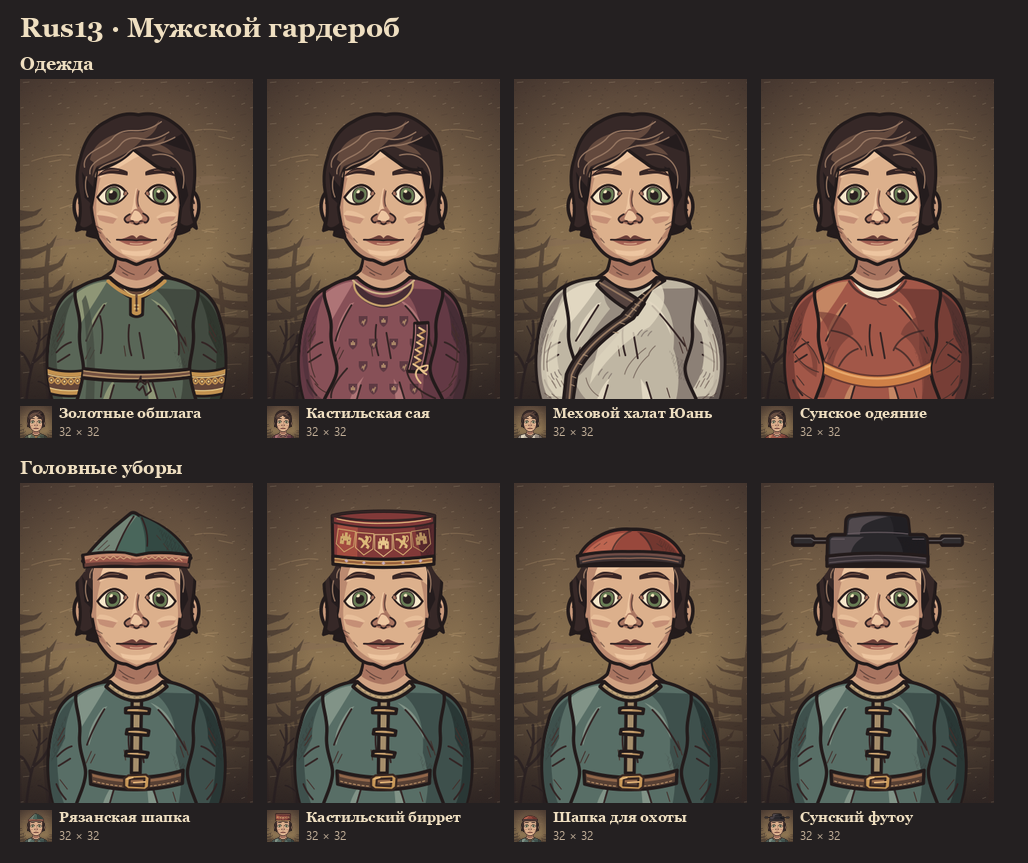 Rus13 · Мужской гардероб
Одежда
Золотные обшлага
32 × 32
Кастильская сая
32 × 32
Меховой халат Юань
32 × 32
Сунское одеяние
32 × 32
Головные уборы
Рязанская шапка
32 × 32
Кастильский биррет
32 × 32
Шапка для охоты
32 × 32
Сунский футоу
32 × 32